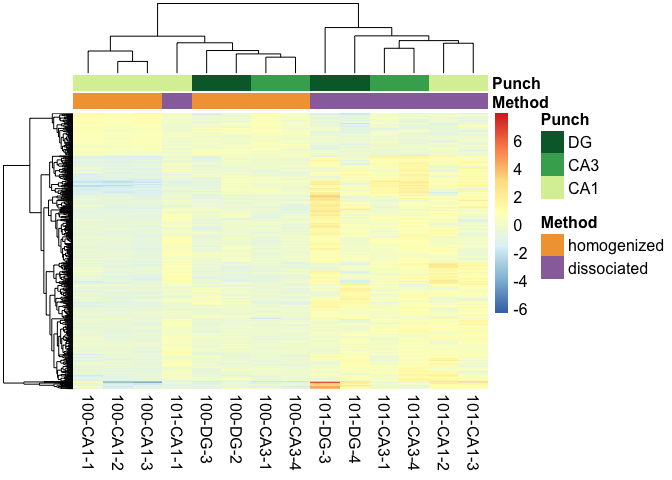 Punch
Method
Punch
DG
CA3
CA1
Method
homogenized
dissociated
6
4
2
0
-2
-4
-6
100-CA1-1
100-CA1-2
100-CA1-3
101-CA1-1
100-DG-3
100-DG-2
100-CA3-1
100-CA3-4
101-DG-3
101-DG-4
101-CA3-1
101-CA3-4
101-CA1-2
101-CA1-3